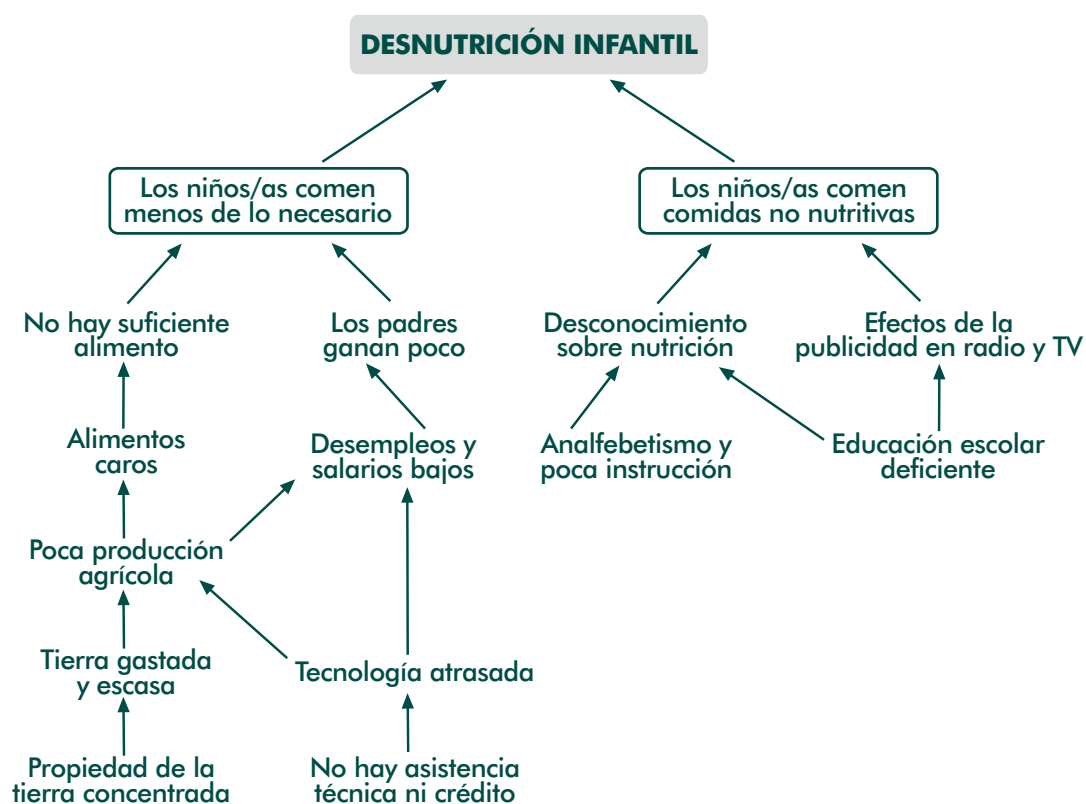 DESNUTRICIÓN INFANTIL
Los niños/as comen
menos de lo necesario
Los niños/as comen
comidas no nutritivas
No hay suficiente
alimento
Los padres
ganan poco
Desconocimiento
sobre nutrición
Efectos de la
publicidad en radio y TV
Alimentos
caros
Desempleos y
salarios bajos
Analfebetismo y
poca instrucción
Educación escolar
deficiente
Poca producción
agrícola
Tierra gastada
y escasa
Tecnología atrasada
Propiedad de la
tierra concentrada
No hay asistencia
técnica ni crédito